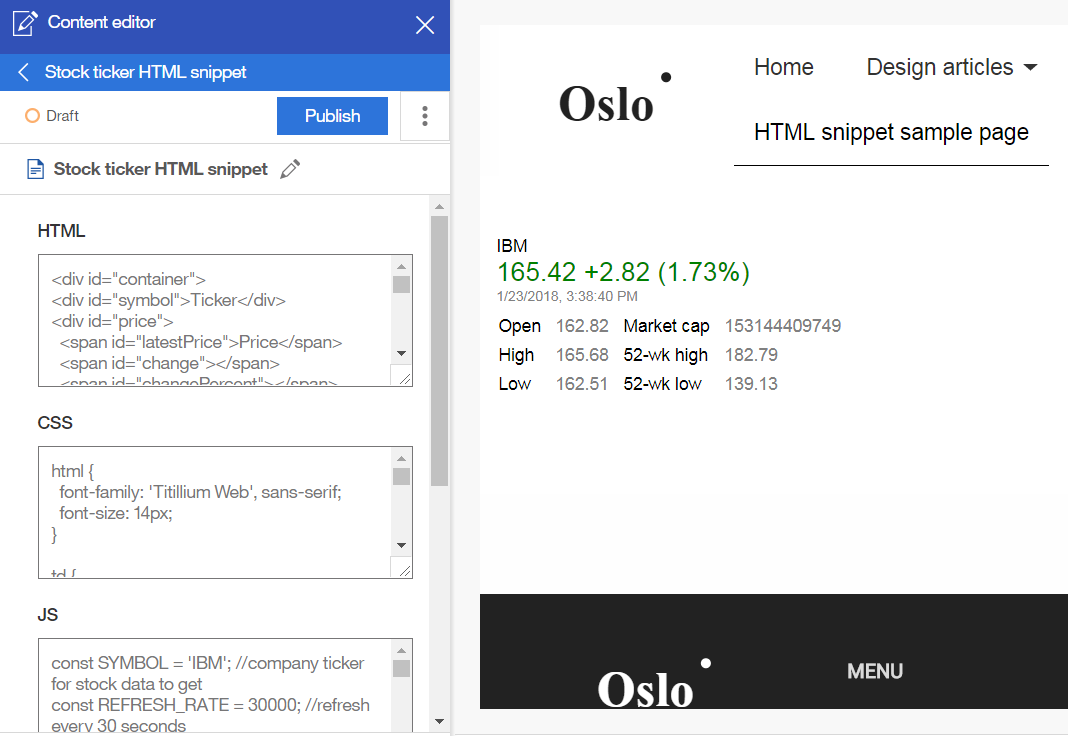 Content editor
Stock ticker HTML snippet
Draft
Publish
Stock ticker HTML snippet
HTML
<div id="container">
<div id="symbol">Ticker</div>
<div id="price">
<span id="latestPrice">Price</span>
<span id="change"></span>
<span id="changePercent"></span>
CSS
html {
font-family: 'Titillium Web', sans-serif;
font-size: 14px;
}
td {
JS
const SYMBOL = 'IBM'; //company ticker
for stock data to get
const REFRESH_RATE = 30000; //refresh
every 30 seconds
Oslo
Home
Design articles
HTML snippet sample page
IBM
165.42 +2.82 (1.73%)
1/23/2018, 3:38:40 PM
Open 162.82 Market cap 153144409749
High 165.68 52-wk high 182.79
Low 162.51 52-wk low 139.13
Oslo
MENU